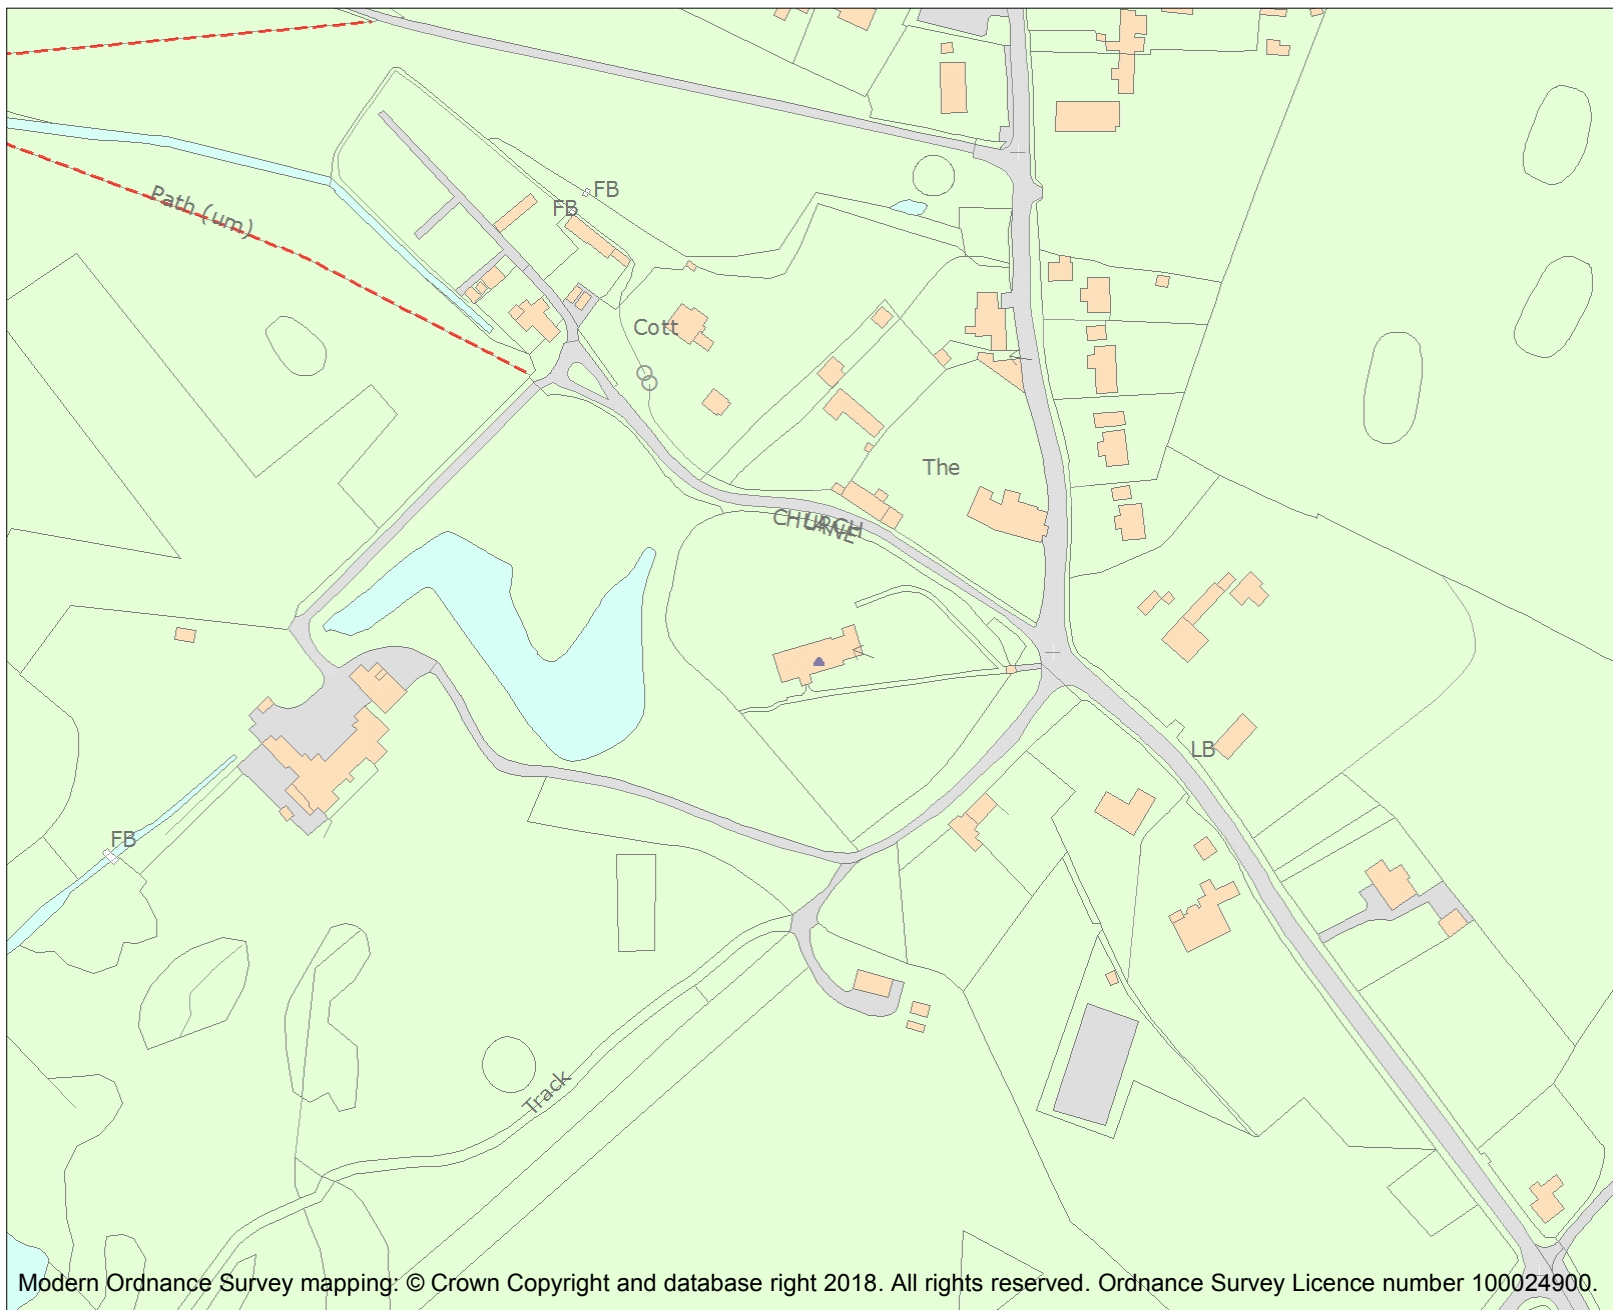 Path (um)
FB
FB
Cott
The
CHURCH
LANE
LB
FB
Track
Modern Ordnance Survey mapping: © Crown Copyright and database right 2018. All rights reserved. Ordnance Survey Licence number 100024900.